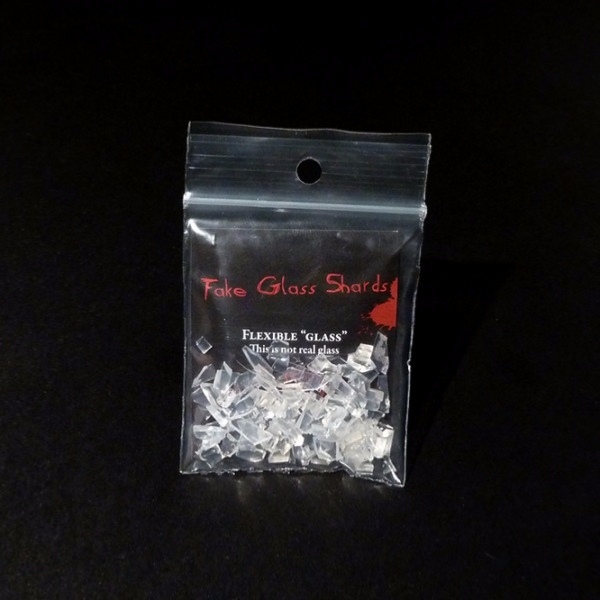 Fake Glass Shards
FLEXIBLE "GLASS"
This is not real glass